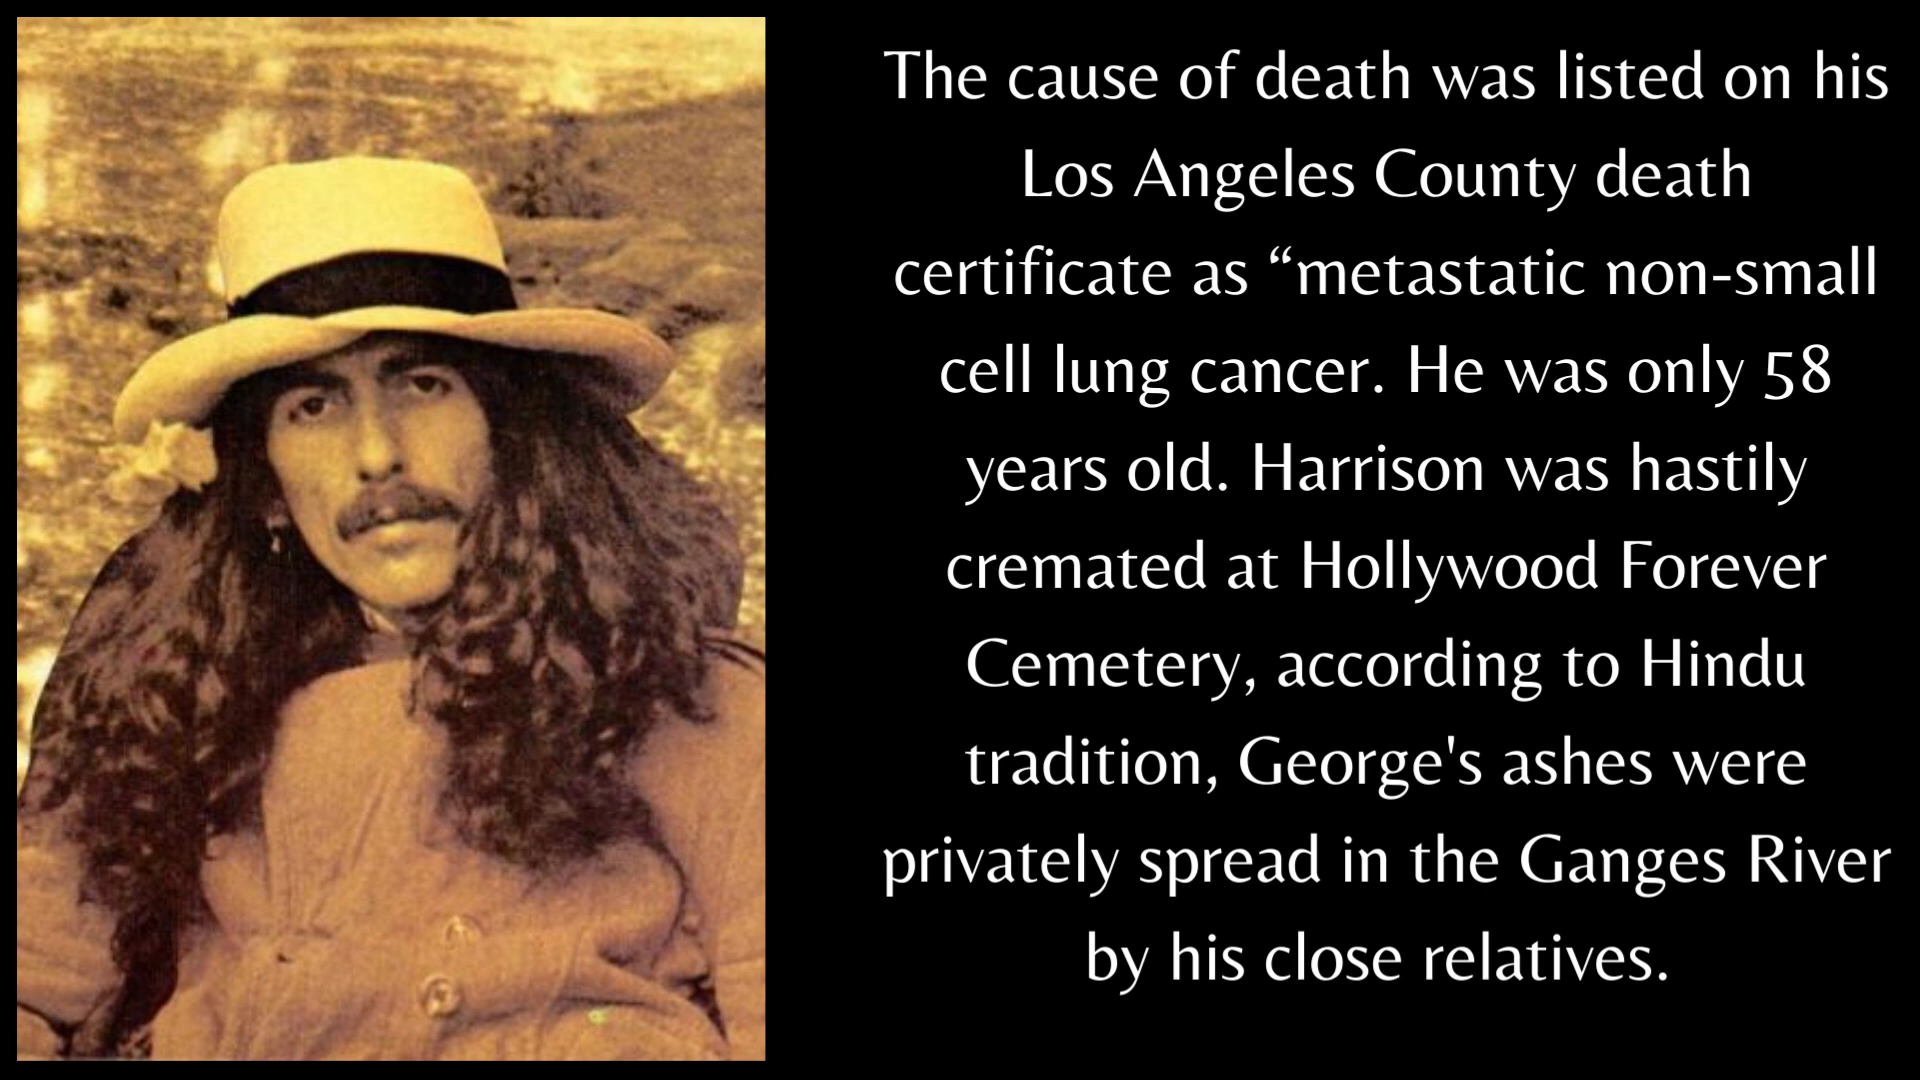 The cause of death was listed on his
Los Angeles County death
certificate as “metastatic non-small
cell lung cancer. He was only 58
years old. Harrison was hastily
cremated at Hollywood Forever
Cemetery, according to Hindu
tradition, George's ashes were
privately spread in the Ganges River
by his close relatives.